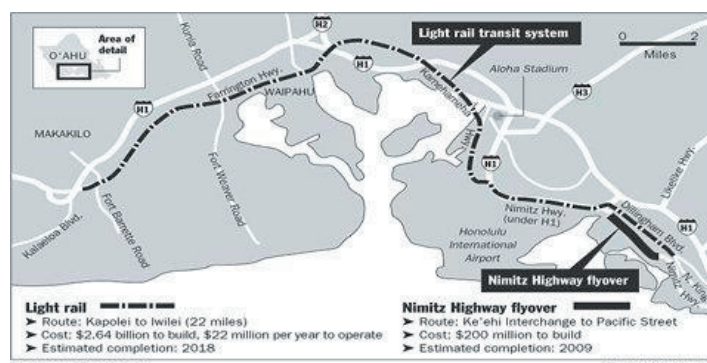 O'AHU
Area of
detail
Kunia Road
H2
Light rail transit system
0 2
Miles
Farrington Hwy.
H1
Kamehameha
Hwy.
Aloha Stadium
WAIPAHU
H1
H3
MAKAKILO
H1
Fort Weaver Road
Likelike Hwy.
Kalaeloa Blvd.
Fort Barrette Road
Nimitz Hwy.
(under H1)
Dillingham Blvd.
H1
Honolulu
International
Airport
Nimitz Hwy.
N. King
Nimitz Highway flyover
Light rail
➤ Route: Kapolei to Iwilei (22 miles)
➤ Cost: $2.64 billion to build, $22 million per year to operate
➤ Estimated completion: 2018
Nimitz Highway flyover
➤ Route: Ke'ehi Interchange to Pacific Street
➤ Cost: $200 million to build
➤ Estimated completion: 2009